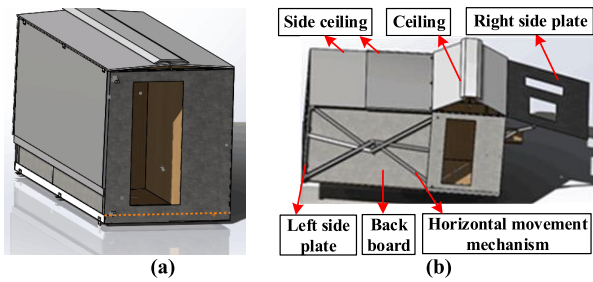 Side ceiling
Ceiling
Right side plate
Left side
plate
Back
board
Horizontal movement
mechanism
(a)
(b)